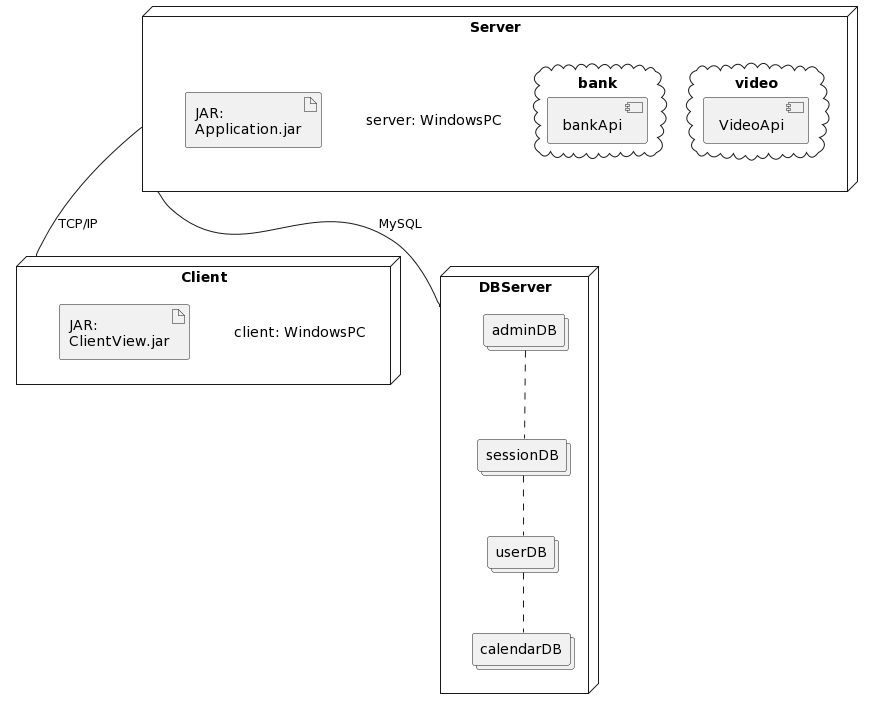 Server
JAR:
Application.jar
server: WindowsPC
bank
bankApi
video
VideoApi
TCP/IP
MySQL
Client
JAR:
ClientView.jar
client: WindowsPC
DBServer
adminDB
sessionDB
userDB
calendarDB